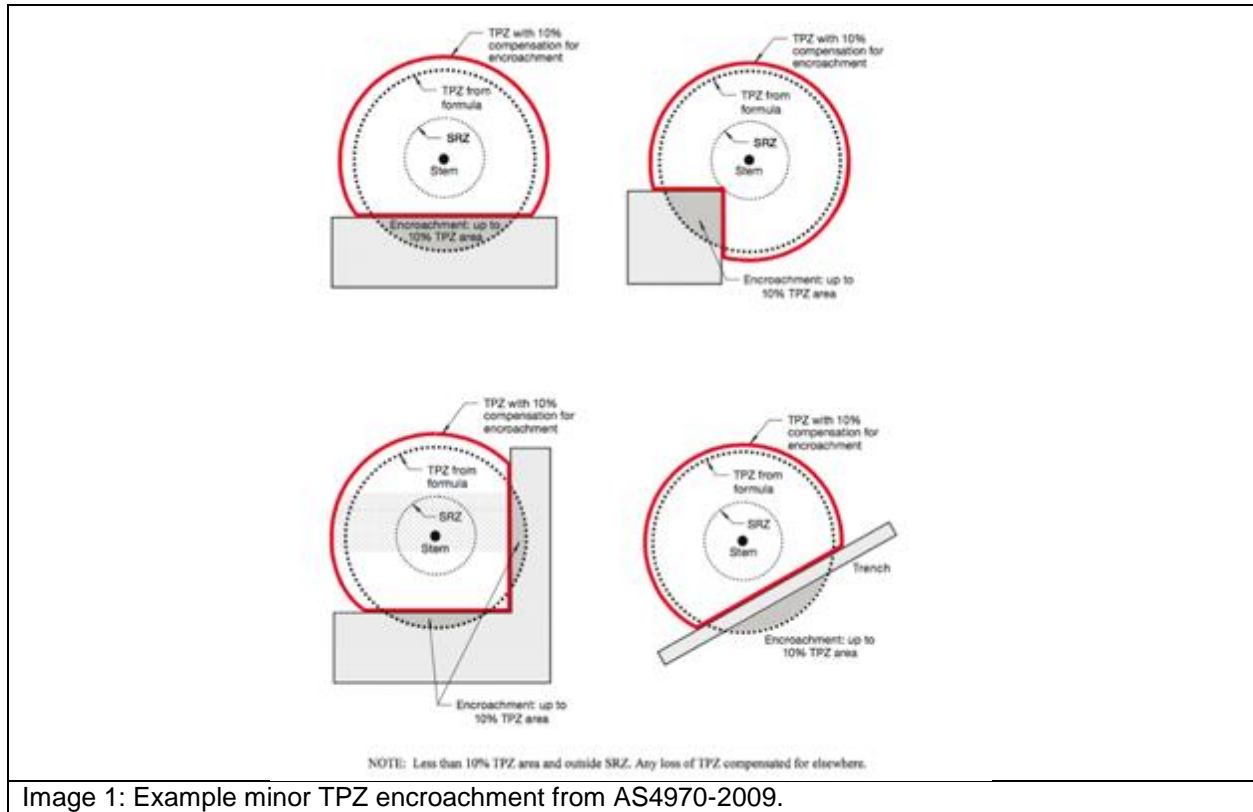 TPZ with 10%
compensation for
encroachment
TPZ from
formula
SRZ
Stem
Encroachment: up to
10% TPZ area
TPZ with 10%
compensation for
encroachment
TPZ from
formula
SRZ
Stem
Encroachment: up to
10% TPZ area
TPZ with 10%
compensation for
encroachment
TPZ from
formula
SRZ
Stem
Encroachment: up to
10% TPZ area
TPZ with 10%
compensation for
encroachment
TPZ from
formula
SRZ
Stem
Trench
Encroachment: up to
10% TPZ area
NOTE: Less than 10% TPZ area and outside SRZ. Any loss of TPZ compensated for elsewhere.
Image 1: Example minor TPZ encroachment from AS4970-2009.